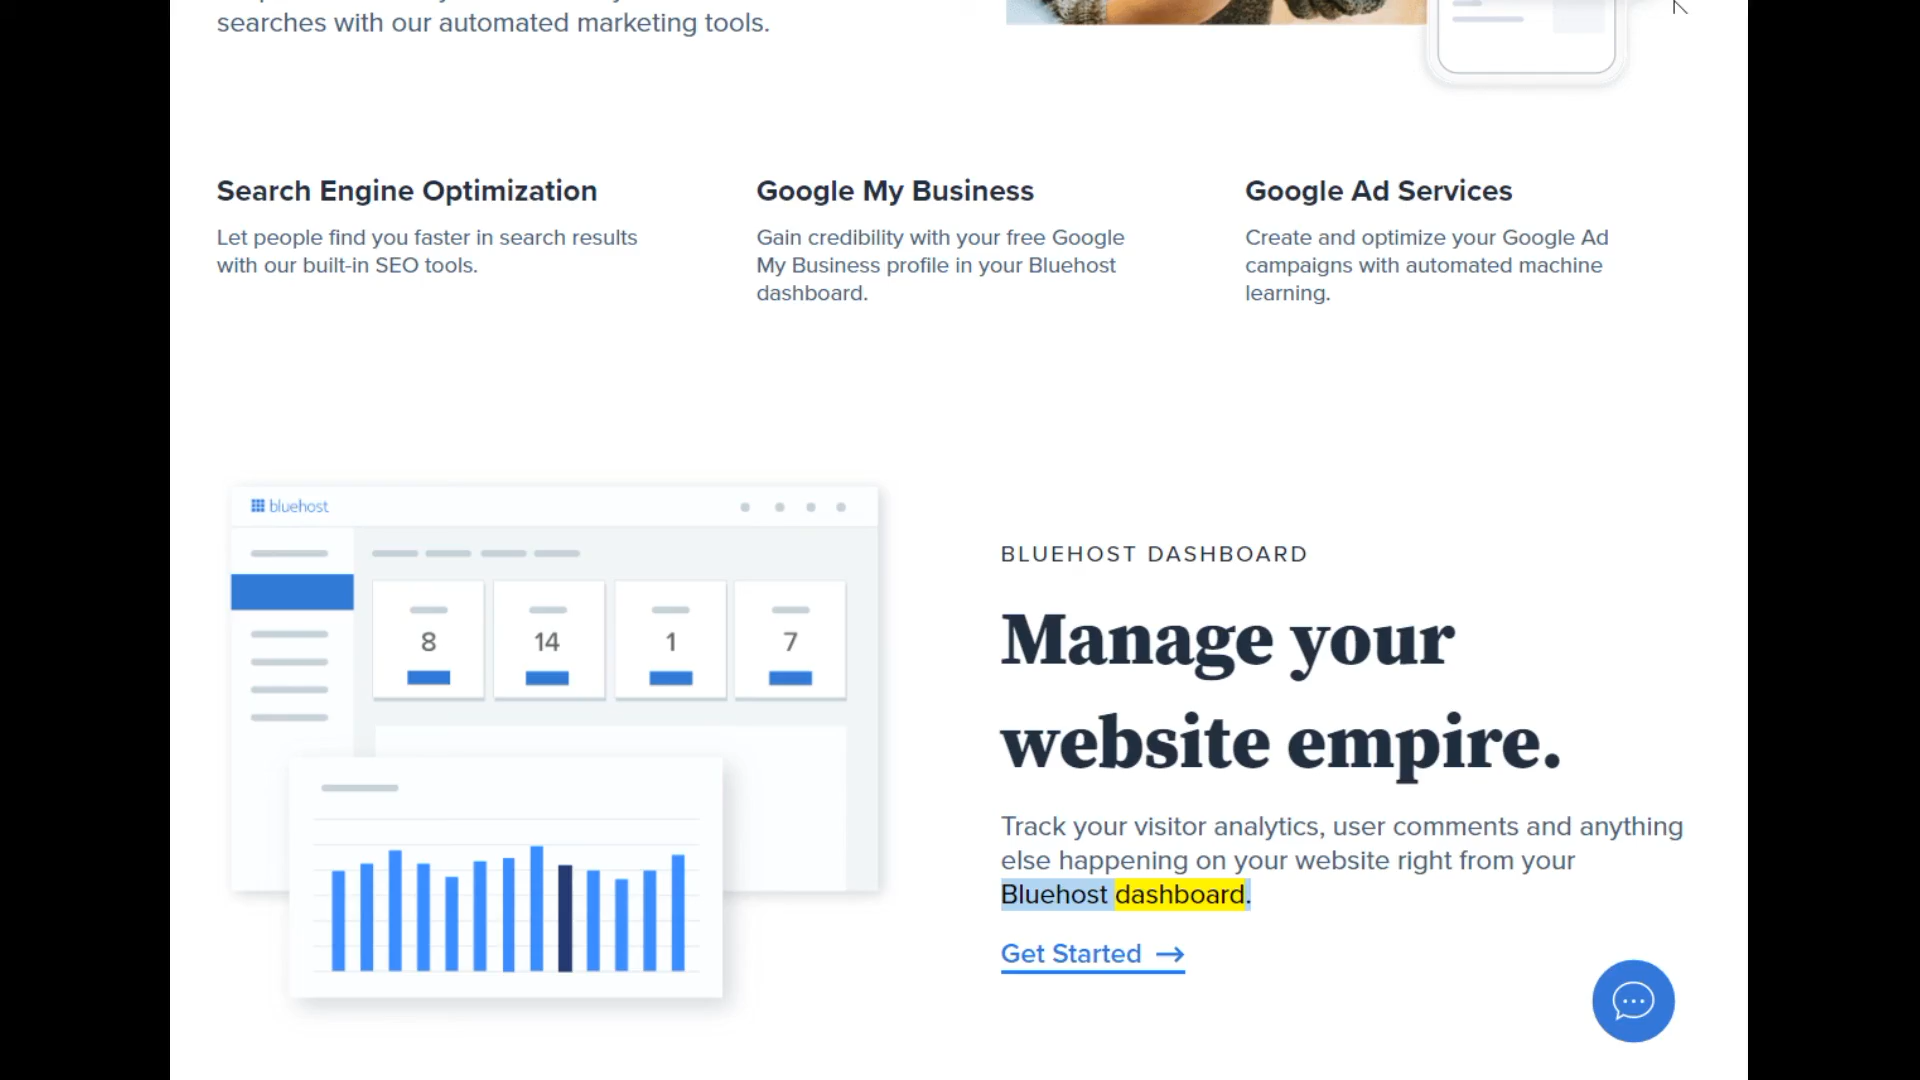 searches with our automated marketing tools.
Search Engine Optimization
Let people find you faster in search results
with our built-in SEO tools.
Google My Business
Gain credibility with your free Google
My Business profile in your Bluehost
dashboard.
Google Ad Services
Create and optimize your Google Ad
campaigns with automated machine
learning.
bluehost
8
14
1
7
BLUEHOST DASHBOARD
Manage your
website empire.
Track your visitor analytics, user comments and anything
else happening on your website right from your
Bluehost dashboard.
Get Started →